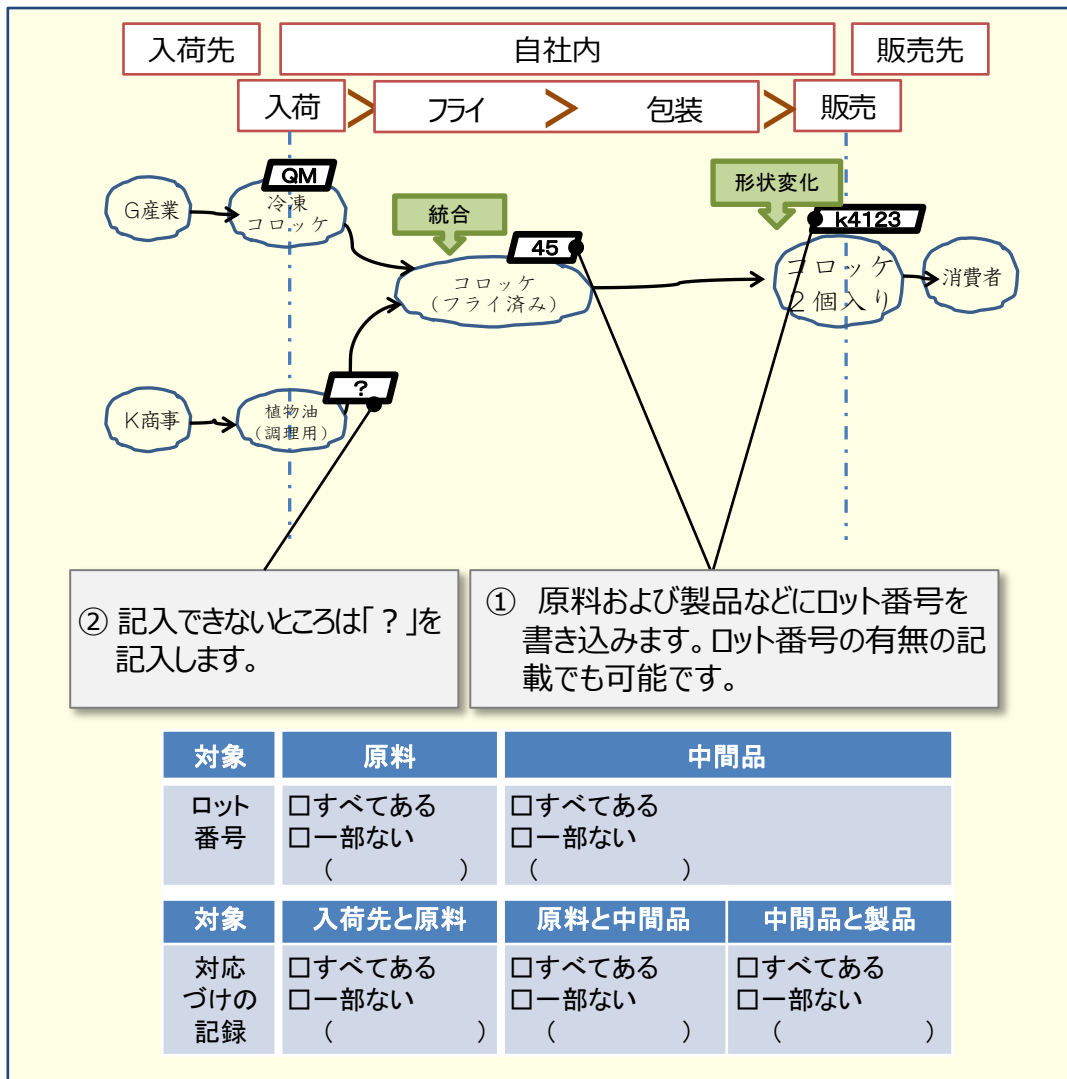 入荷先
自社内
販売先
入荷
フライ
包装
販売
QM
G産業
冷凍
コロッケ
統合
形状変化
45
k4123
コロッケ
(フライ済み)
コロッケ
2個入り
消費者
?
K商事
植物油
(調理用)
② 記入できないところは「?」を
記入します。
① 原料および製品などにロット番号を
書き込みます。ロット番号の有無の記
載でも可能です。
対象 原料 中間品
ロット
番号
□すべてある
□一部ない
( )
□すべてある
□一部ない
( )
対象 入荷先と原料 原料と中間品 中間品と製品
対応
づけの
記録
□すべてある
□一部ない
( )
□すべてある
□一部ない
( )
□すべてある
□一部ない
( )